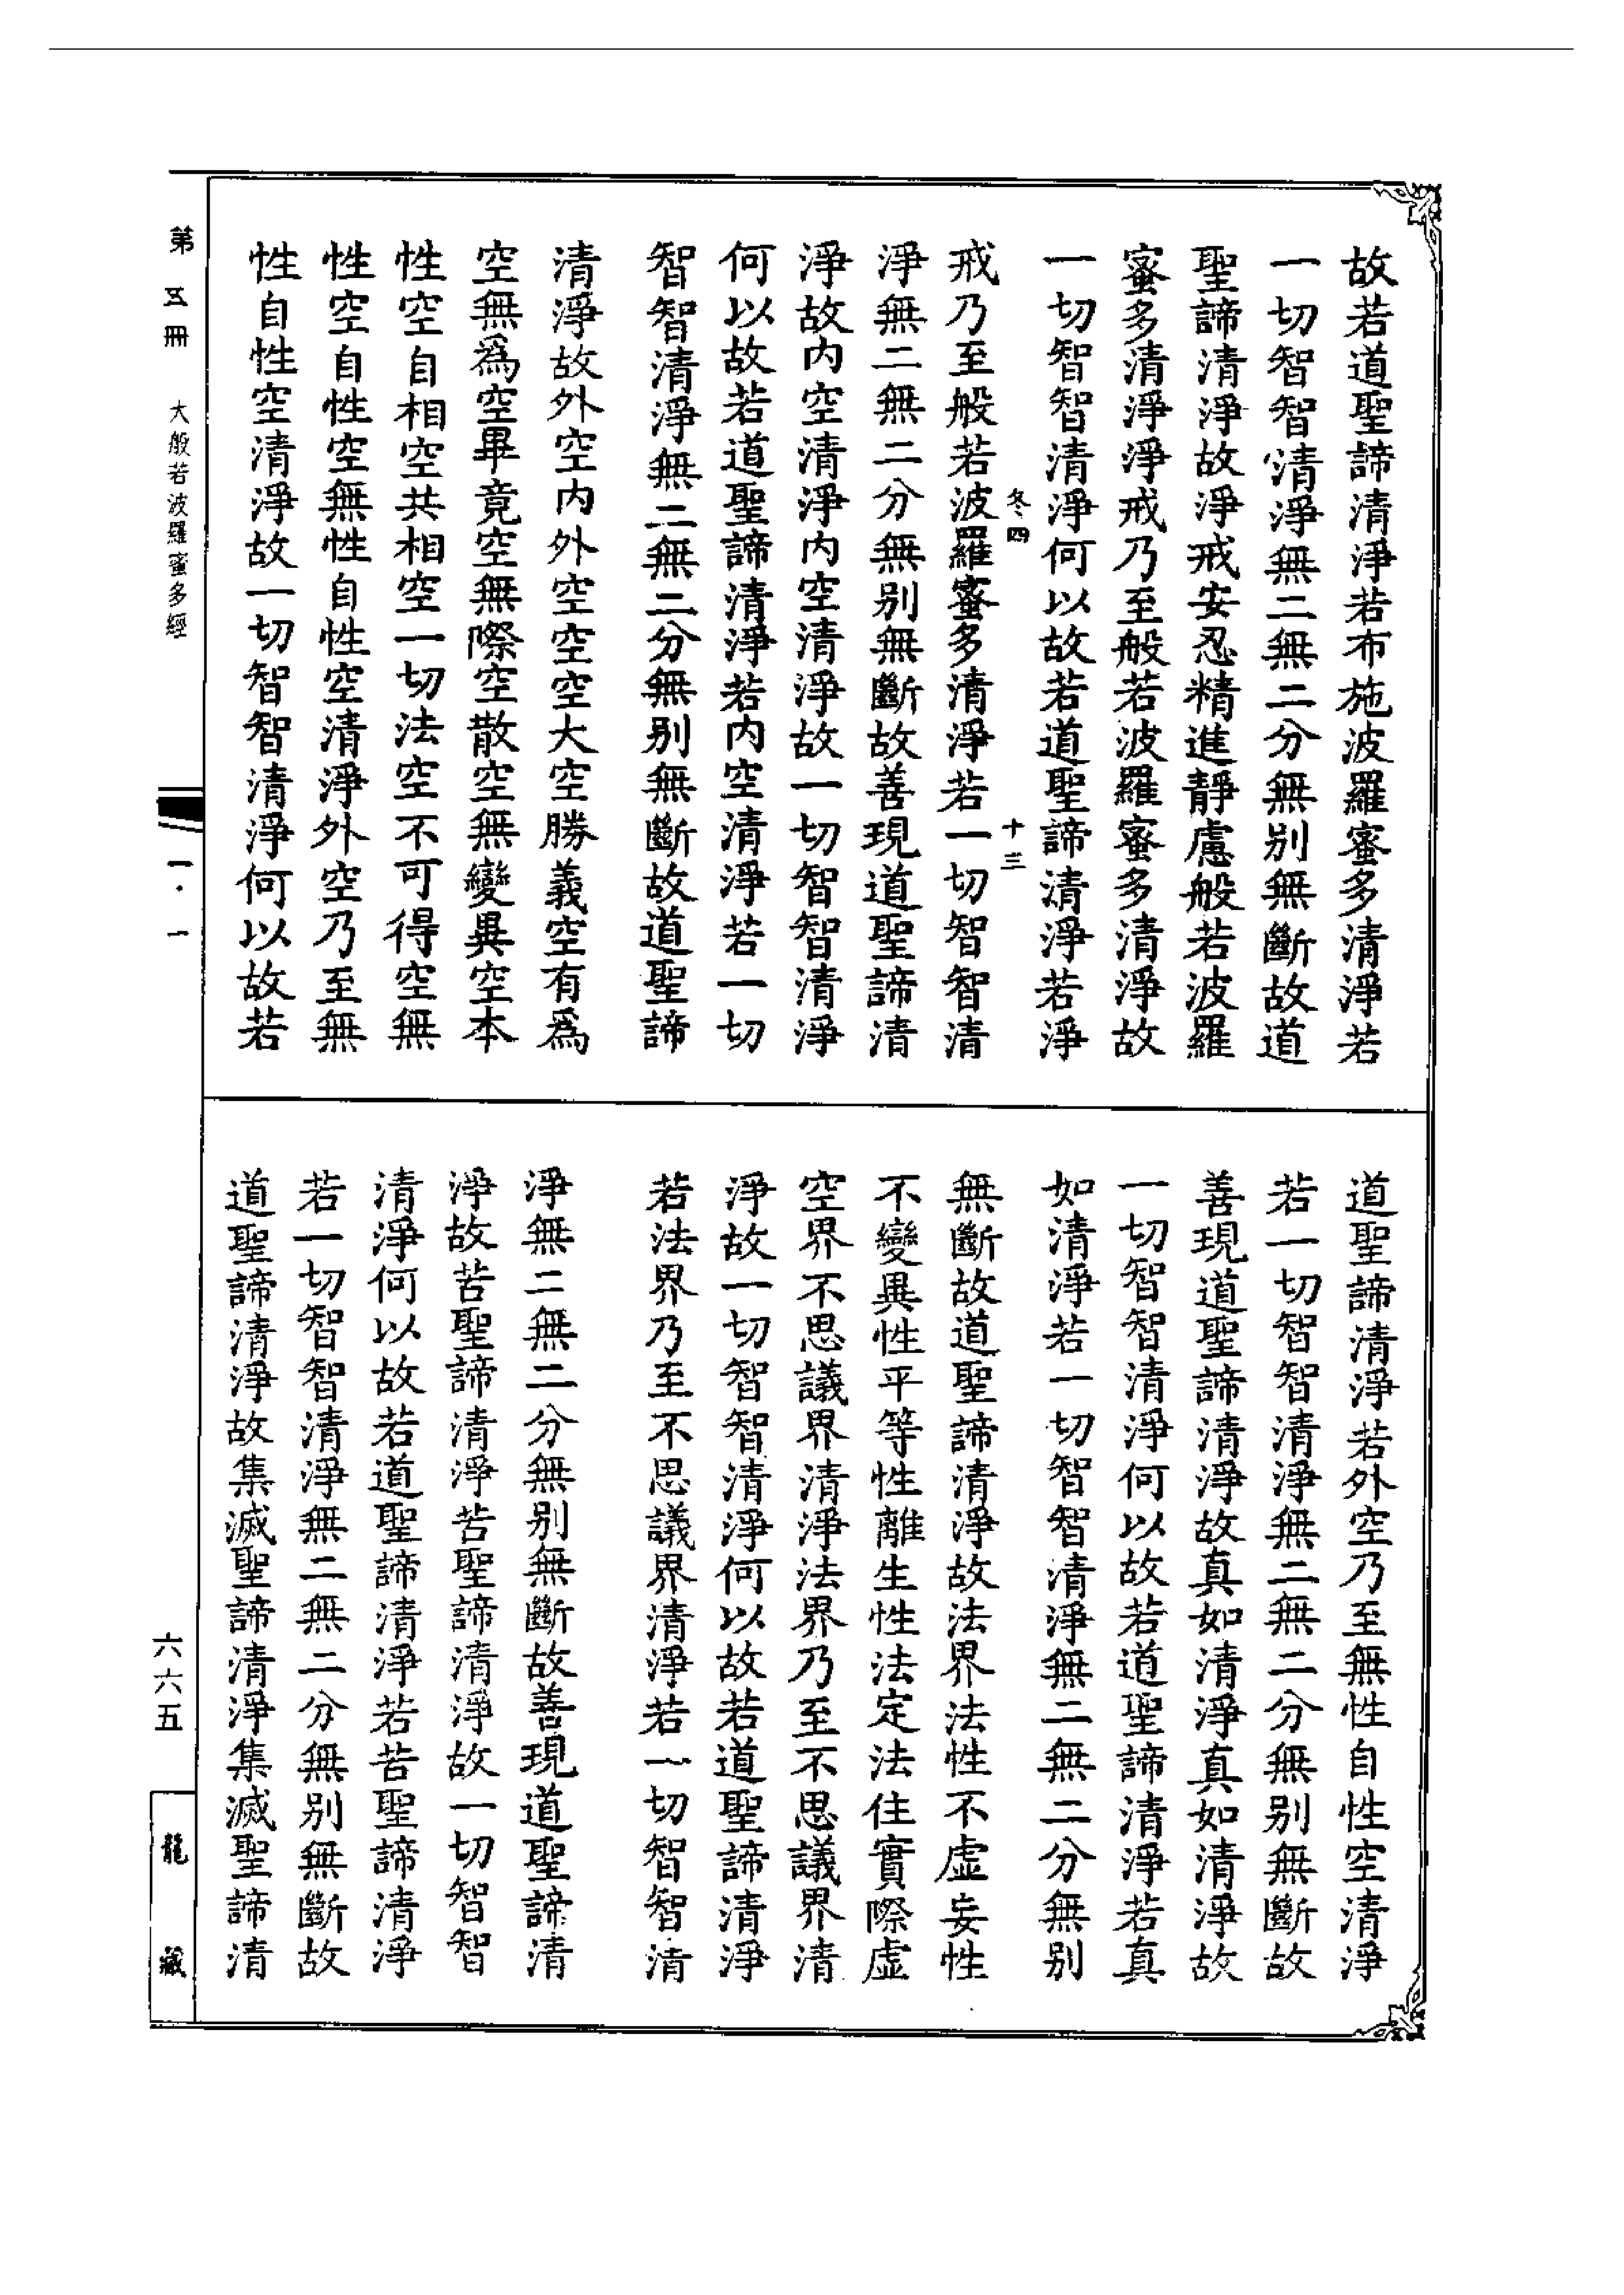 故若道聖諦清淨若布施波羅蜜多清淨若
一切智智清淨無二無二分無別無斷故道
聖諦清淨故淨戒安忍精進靜慮般若波羅
蜜多清淨淨戒乃至般若波羅蜜多清淨故
一切智智清淨何以故若道聖諦清淨若淨
冬四
十三
戒乃至般若波羅蜜多清淨若一切智智清
淨無二無二分無別無斷故善現道聖諦清
淨故內空清淨內空清淨故一切智智清淨
何以故若道聖諦清淨若內空清淨若一切
智智清淨無二無二分無別無斷故道聖諦
清淨故外空內外空空空大空勝義空有為
空無為空畢竟空無際空散空無變異空本
性空自相空共相空一切法空不可得空無
性空自性空無性自性空清淨外空乃至無
性自性空清淨故一切智智清淨何以故若
道聖諦清淨若外空乃至無性自性空清淨
若一切智智清淨無二無二分無別無斷故
善現道聖諦清淨故真如清淨真如清淨故
一切智智清淨何以故若道聖諦清淨若真
如清淨若一切智智清淨無二無二分無別
無斷故道聖諦清淨故法界法性不虛妄性
不變異性平等性離生性法定法住實際虛
空界不思議界清淨法界乃至不思議界清
淨故一切智智清淨何以故若道聖諦清淨
若法界乃至不思議界清淨若一切智智清
淨無二無二分無別無斷故善現道聖諦清
淨故苦聖諦清淨苦聖諦清淨故一切智智
清淨何以故若道聖諦清淨若苦聖諦清淨
若一切智智清淨無二無二分無別無斷故
道聖諦清淨故集滅聖諦清淨集滅聖諦清
第五冊
大般若波羅蜜多經
一・一
六六五
龍藏